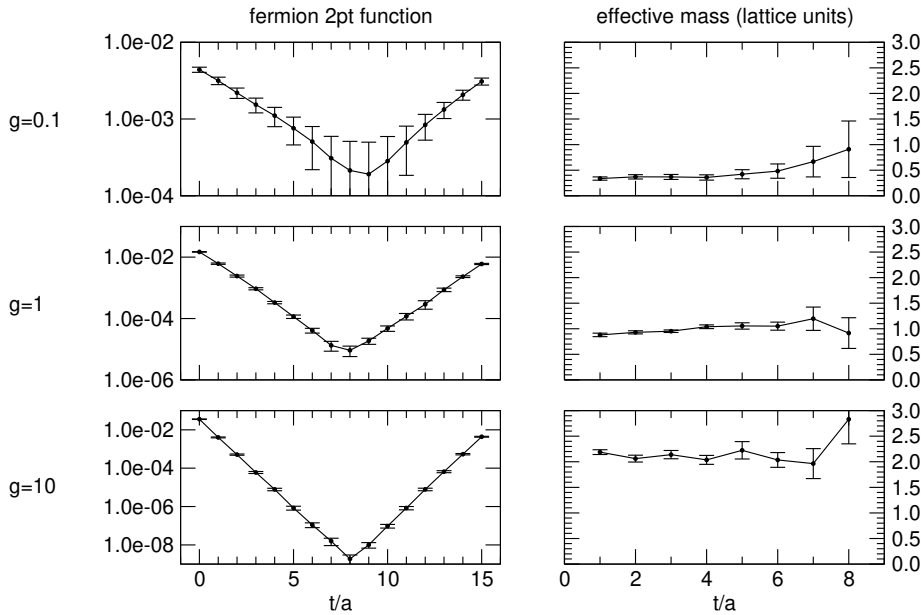 fermion 2pt function
effective mass (lattice units)
g=0.1
1.0e-02
1.0e-03
1.0e-04
3.0
2.5
2.0
1.5
1.0
0.5
0.0
g=1
1.0e-02
1.0e-04
1.0e-06
3.0
2.5
2.0
1.5
1.0
0.5
0.0
g=10
1.0e-02
1.0e-04
1.0e-06
1.0e-08
3.0
2.5
2.0
1.5
1.0
0.5
0.0
0 5 10 15
0 2 4 6 8
t/a
t/a